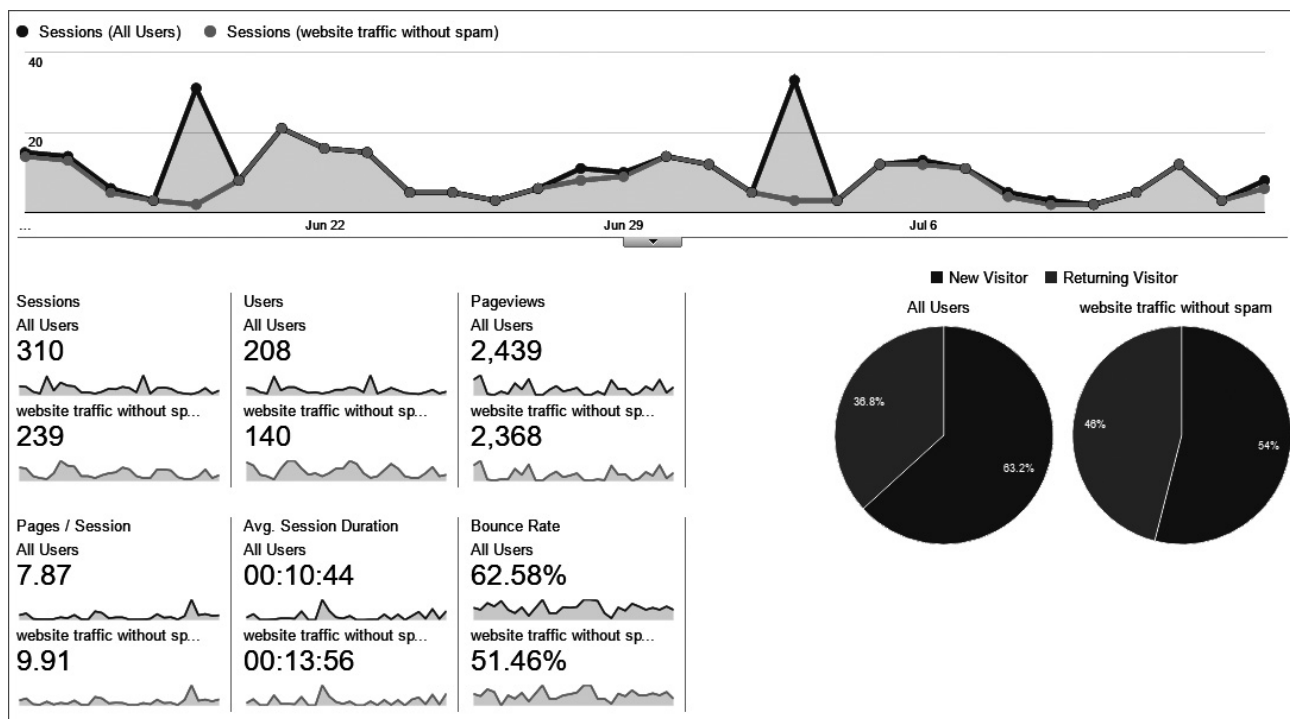 Sessions (All Users) Sessions (website traffic without spam)
40
20
... Jun 22 Jun 29 Jul 6
New Visitor Returning Visitor
All Users website traffic without spam
36.8% 63.2% 46% 54%
Sessions Users Pageviews
All Users All Users All Users
310 208 2,439
website traffic without sp... website traffic without sp... website traffic without sp...
239 140 2,368
Pages / Session Avg. Session Duration Bounce Rate
All Users All Users All Users
7.87 00:10:44 62.58%
website traffic without sp... website traffic without sp... website traffic without sp...
9.91 00:13:56 51.46%